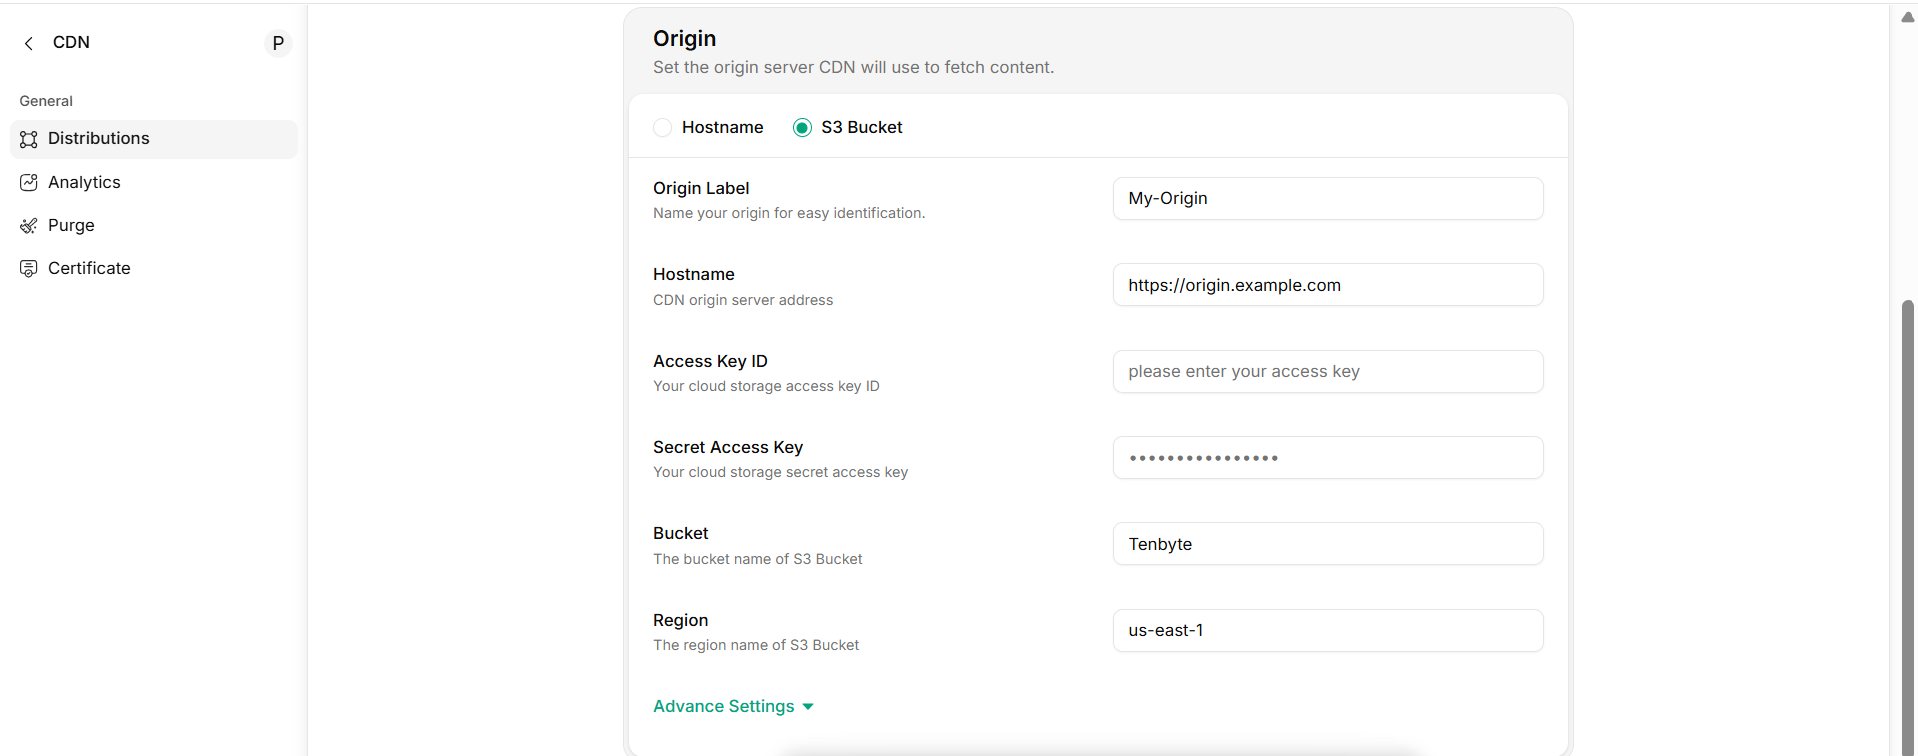 CDN
P
General
Distributions
Analytics
Purge
Certificate
Origin
Set the origin server CDN will use to fetch content.
Hostname
S3 Bucket
Origin Label
Name your origin for easy identification.
My-Origin
Hostname
CDN origin server address
https://origin.example.com
Access Key ID
Your cloud storage access key ID
please enter your access key
Secret Access Key
Your cloud storage secret access key
••••••••••••••••
Bucket
The bucket name of S3 Bucket
Tenbyte
Region
The region name of S3 Bucket
us-east-1
Advance Settings